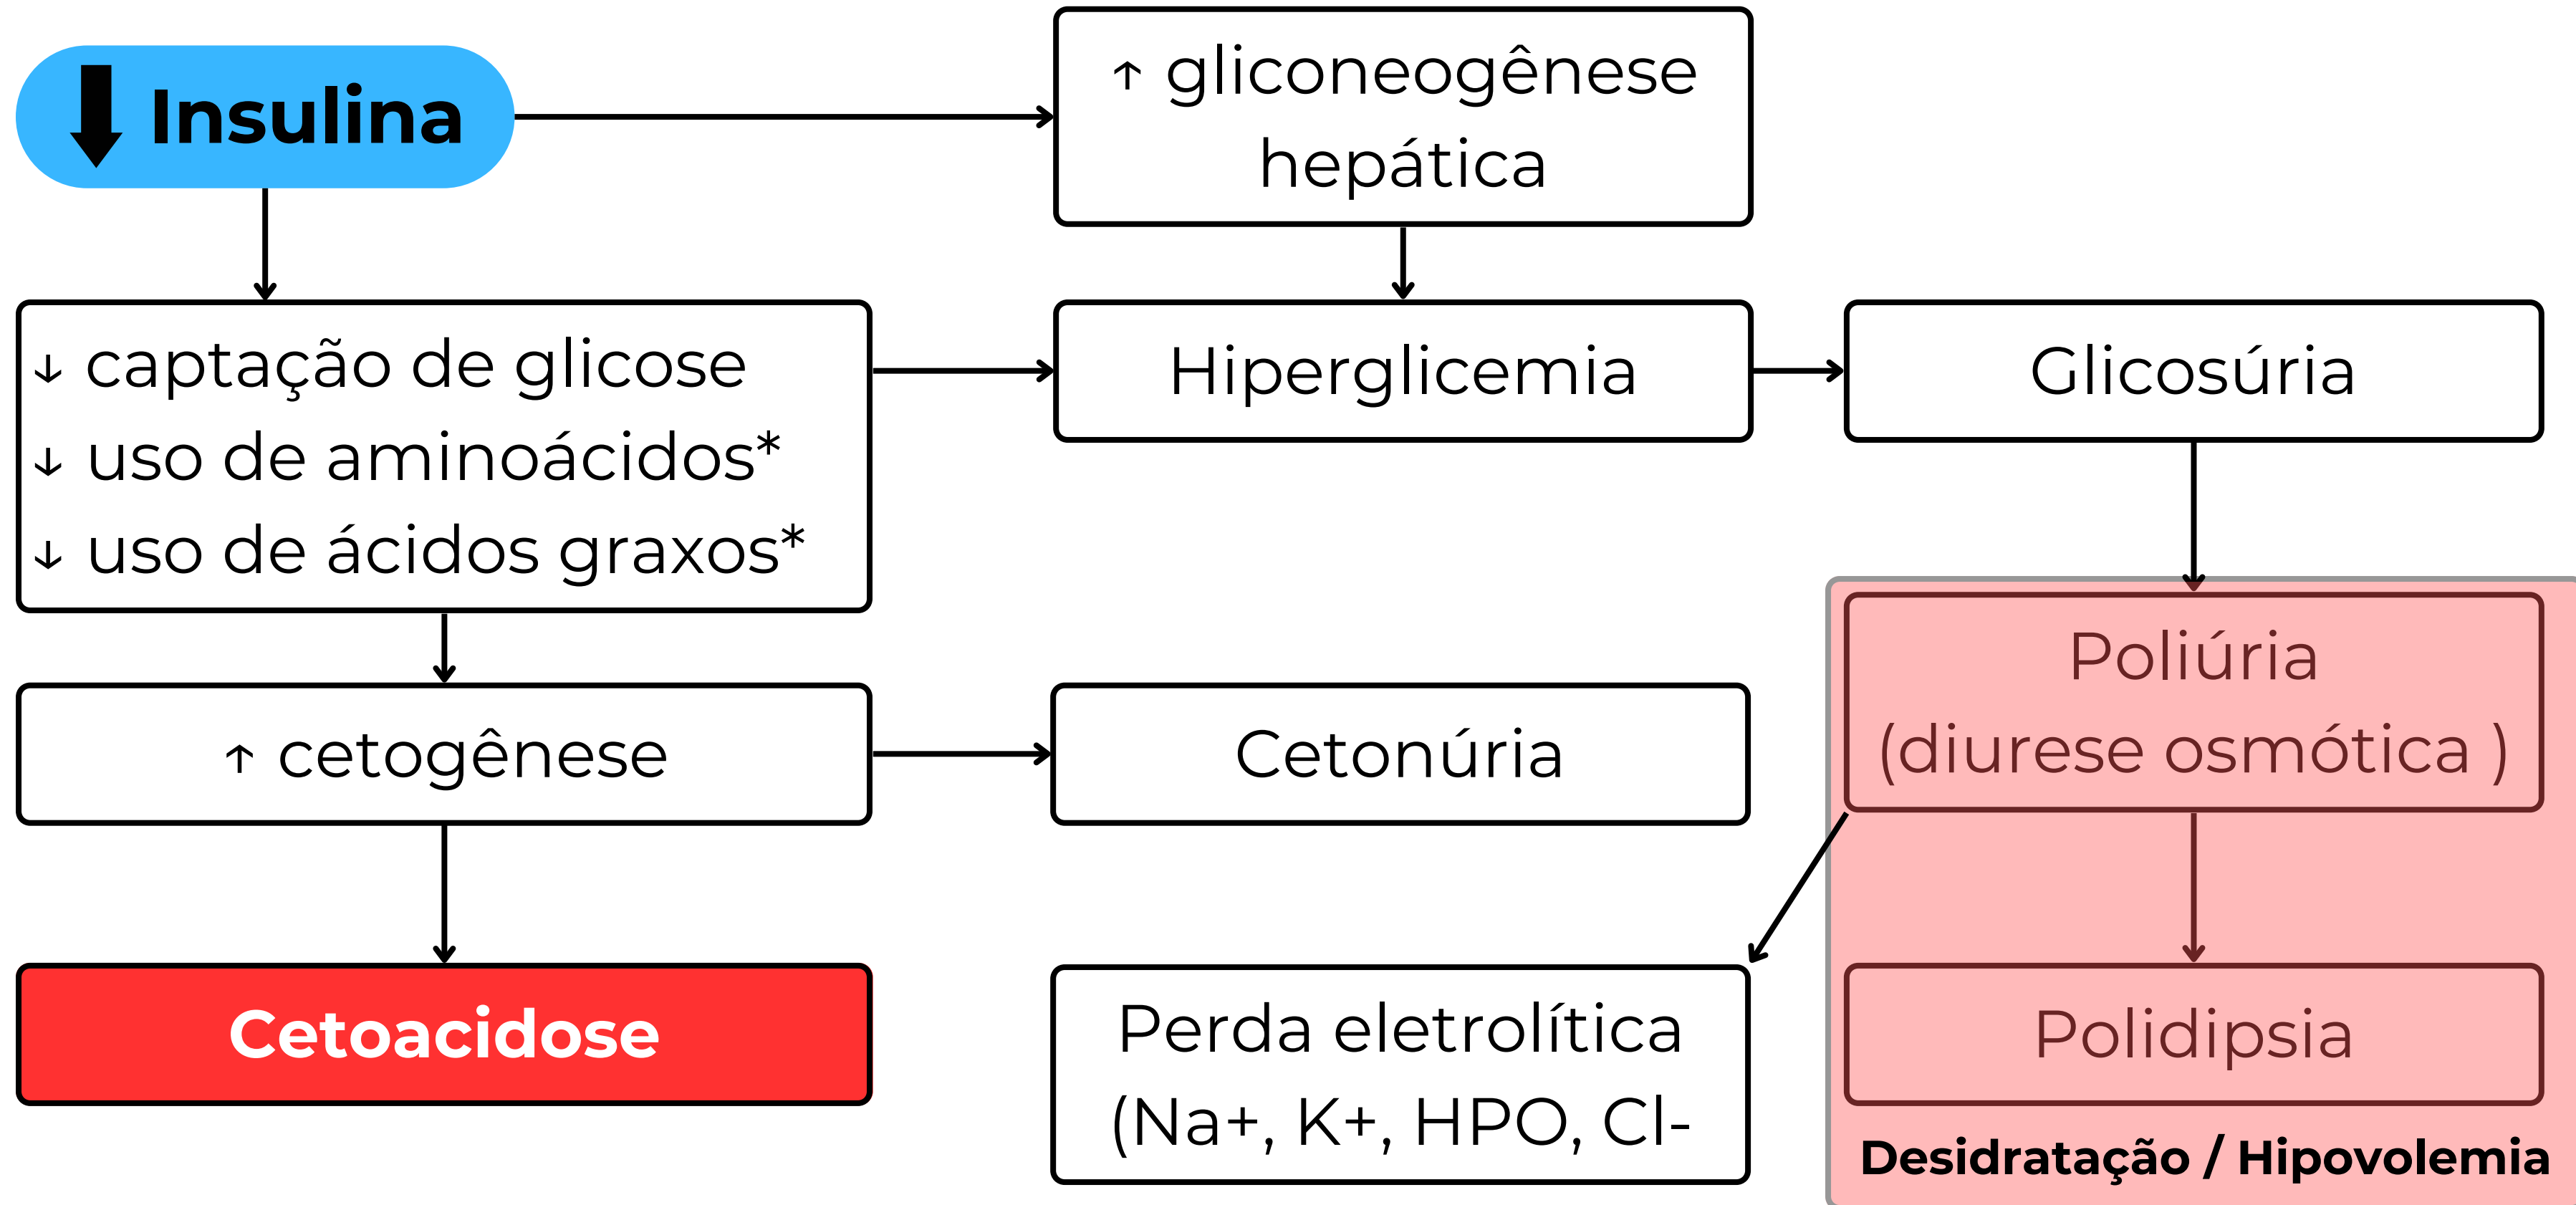 Insulina
↑ gliconeogênese
hepática
↓ captação de glicose
↓ uso de aminoácidos*
↓ uso de ácidos graxos*
Hiperglicemia
Glicosúria
↑ cetogênese
Cetonúria
Poliúria
(diurese osmótica )
Cetoacidose
Perda eletrolítica
(Na+, K+, HPO, Cl-
Polidipsia
Desidratação / Hipovolemia